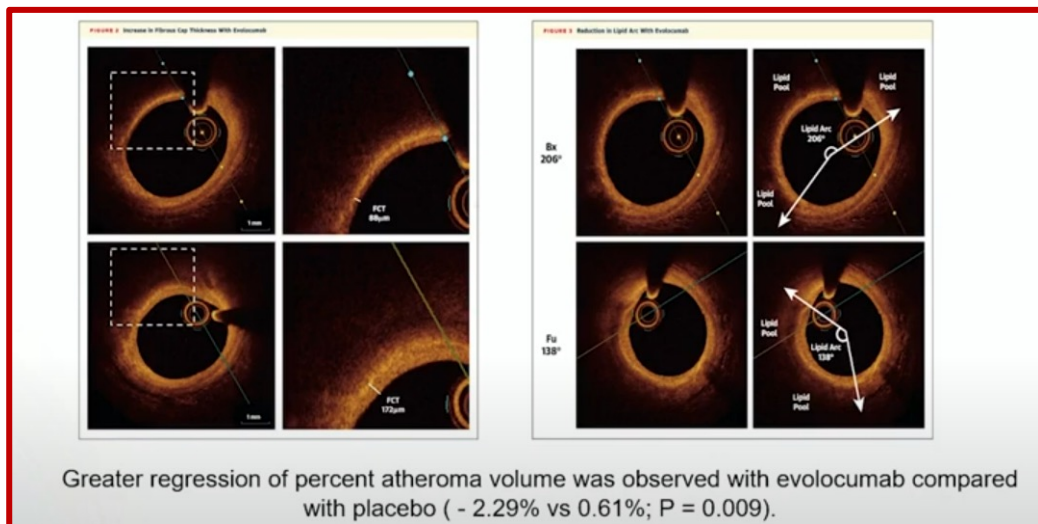 FIGURE 2 Increase in Fibrous Cap Thickness With Evolocumab
1 mm
FCT
88μm
1 mm
FCT
172μm
FIGURE 3 Reduction in Lipid Arc With Evolocumab
Bx
206°
Lipid
Pool
Lipid
Pool
Lipid Arc
206°
Lipid
Pool
Fu
138°
Lipid
Pool
Lipid Arc
138°
Lipid
Pool
Greater regression of percent atheroma volume was observed with evolocumab compared
with placebo ( - 2.29% vs 0.61%; P = 0.009).